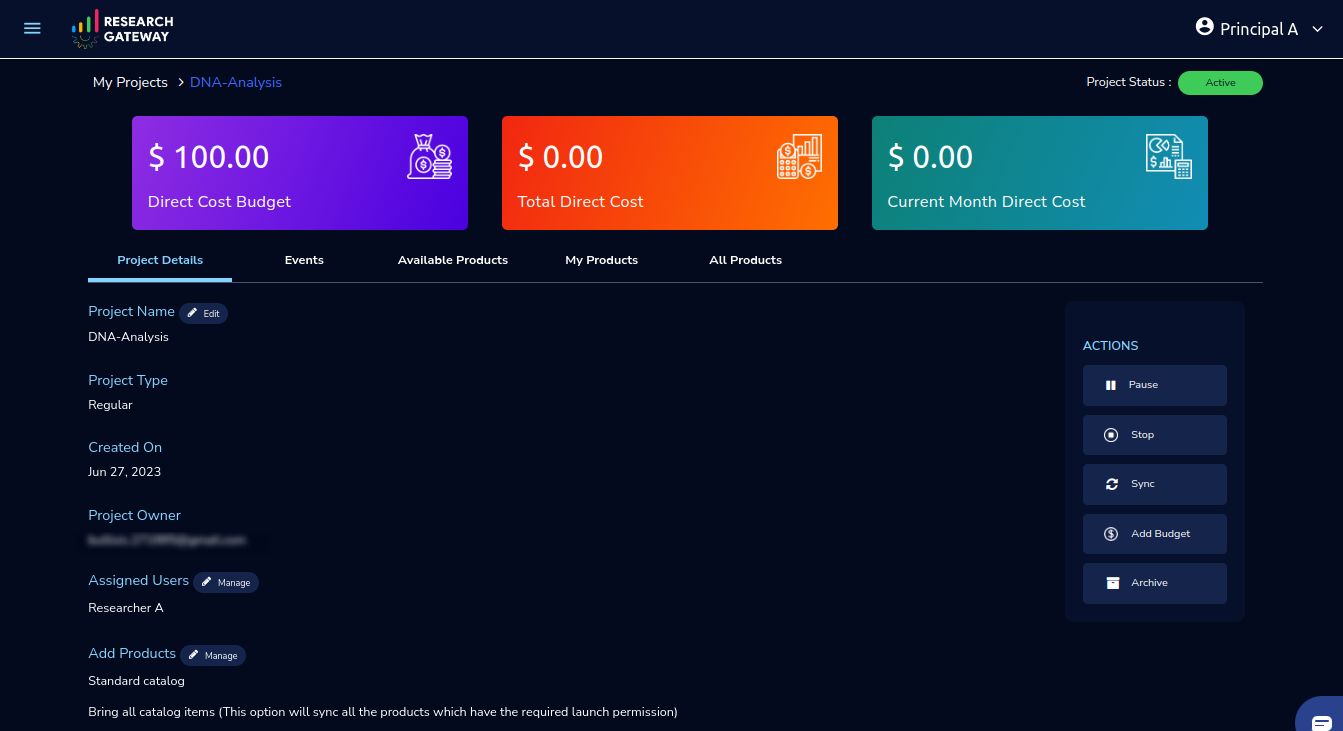 RESEARCH
GATEWAY
Principal A
My Projects > DNA-Analysis
Project Status : Active
$ 100.00
Direct Cost Budget
$ 0.00
Total Direct Cost
$ 0.00
Current Month Direct Cost
Project Details Events Available Products My Products All Products
Project Name Edit
DNA-Analysis
Project Type
Regular
Created On
Jun 27, 2023
Project Owner
Assigned Users Manage
Researcher A
Add Products Manage
Standard catalog
Bring all catalog items (This option will sync all the products which have the required launch permission)
ACTIONS
Pause
Stop
Sync
Add Budget
Archive